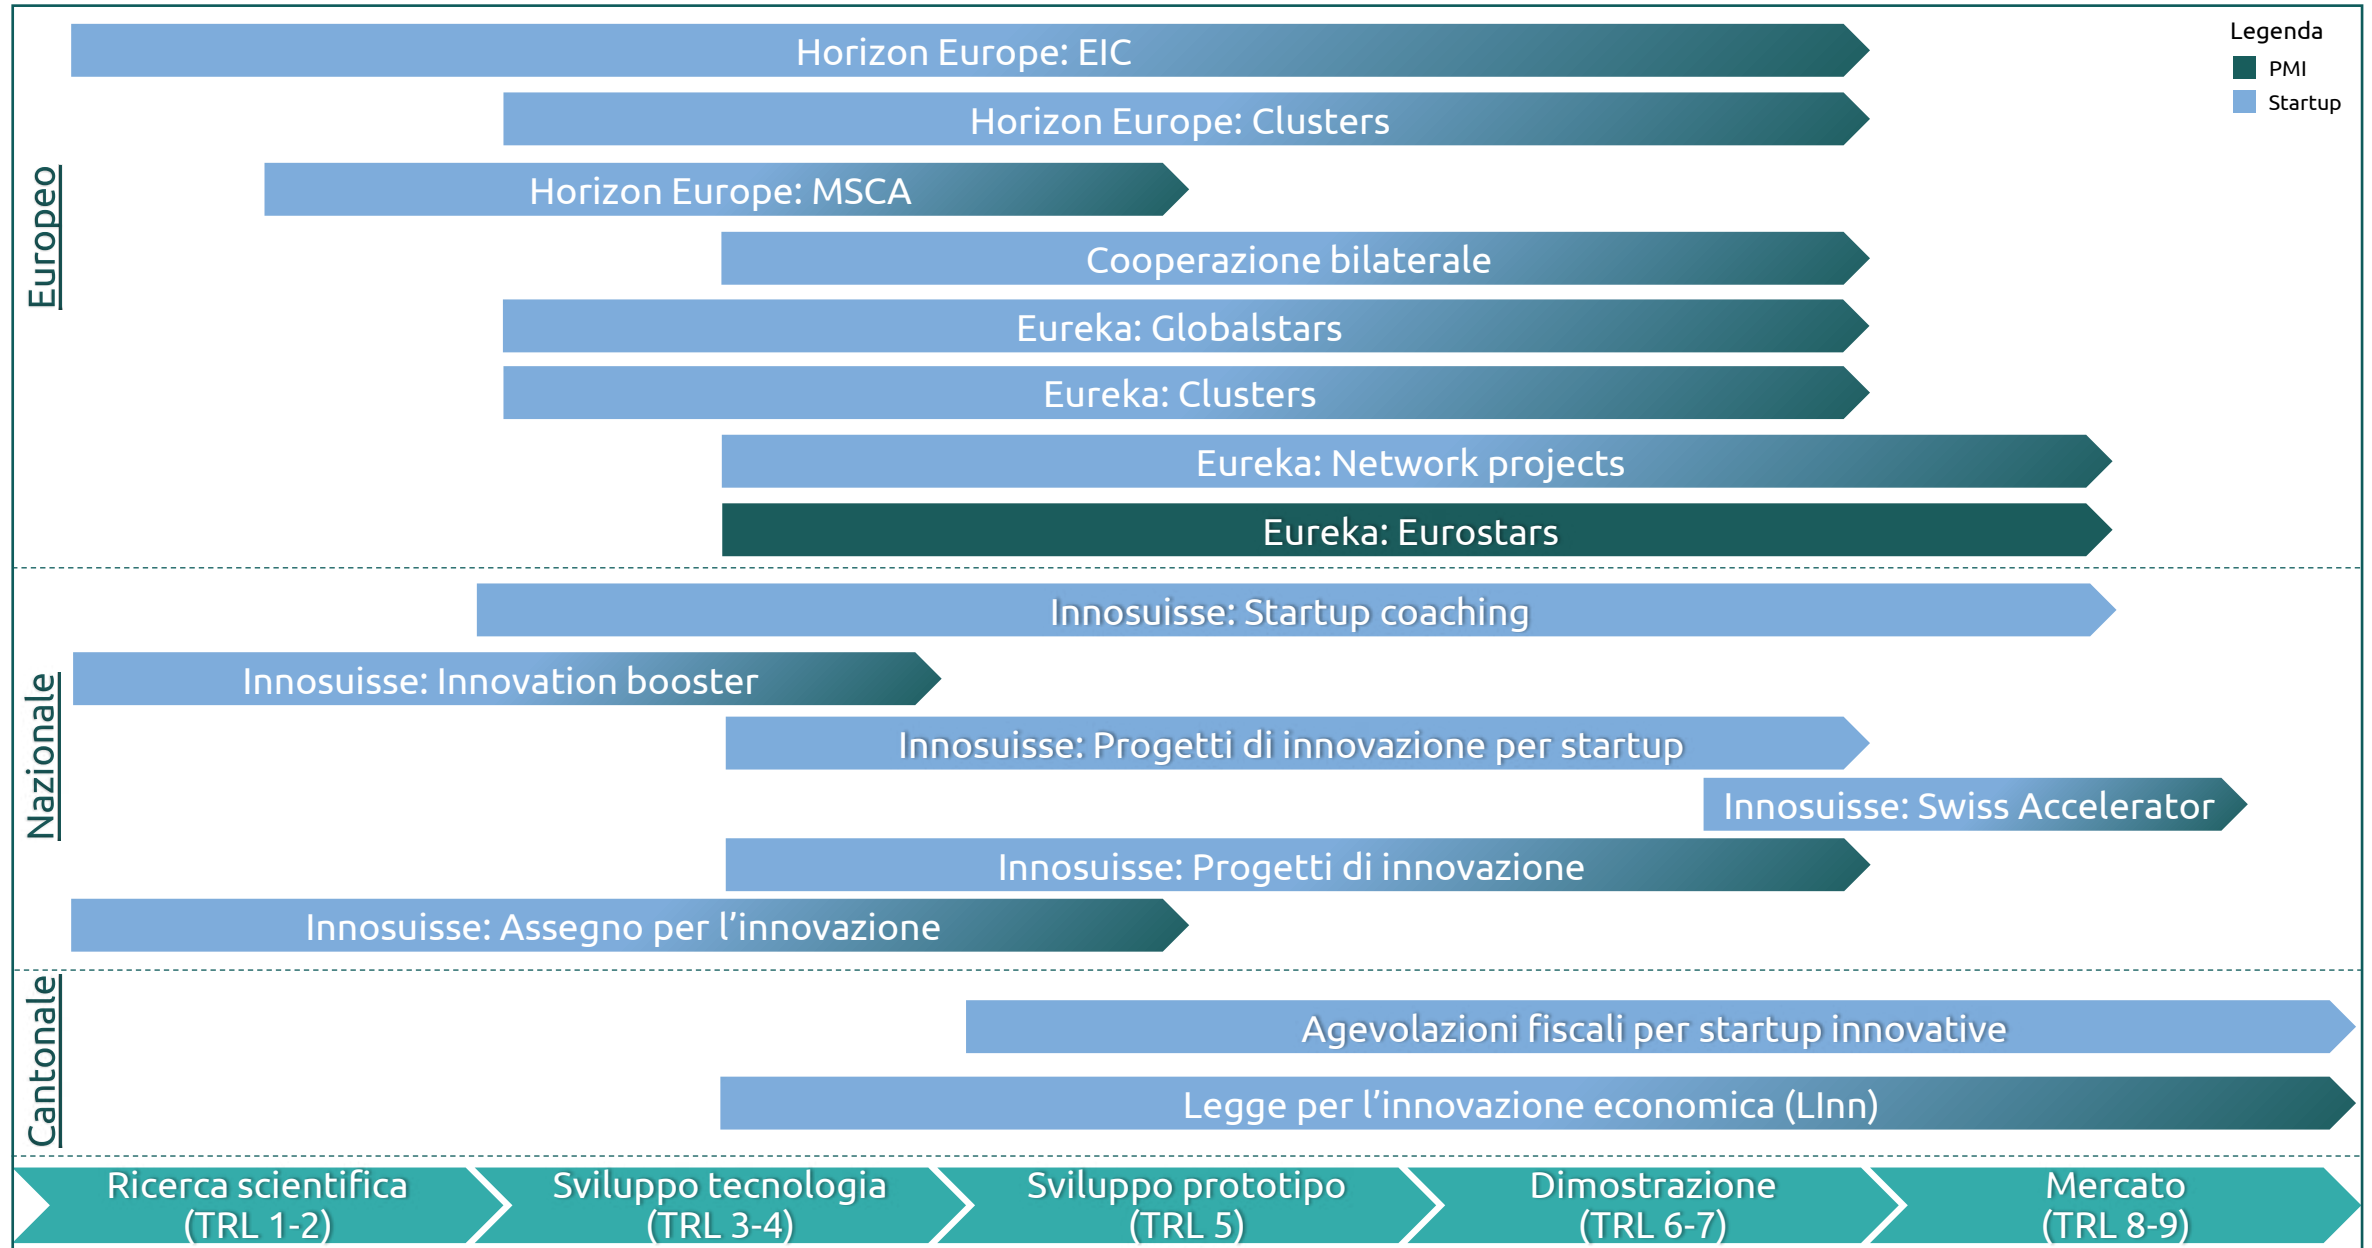 Legenda
PMI
Startup
Europeo
Horizon Europe: EIC
Horizon Europe: Clusters
Horizon Europe: MSCA
Cooperazione bilaterale
Eureka: Globalstars
Eureka: Clusters
Eureka: Network projects
Eureka: Eurostars
Nazionale
Innosuisse: Startup coaching
Innosuisse: Innovation booster
Innosuisse: Progetti di innovazione per startup
Innosuisse: Swiss Accelerator
Innosuisse: Progetti di innovazione
Innosuisse: Assegno per l’innovazione
Cantonale
Agevolazioni fiscali per startup innovative
Legge per l’innovazione economica (LInn)
Ricerca scientifica
(TRL 1-2)
Sviluppo tecnologia
(TRL 3-4)
Sviluppo prototipo
(TRL 5)
Dimostrazione
(TRL 6-7)
Mercato
(TRL 8-9)